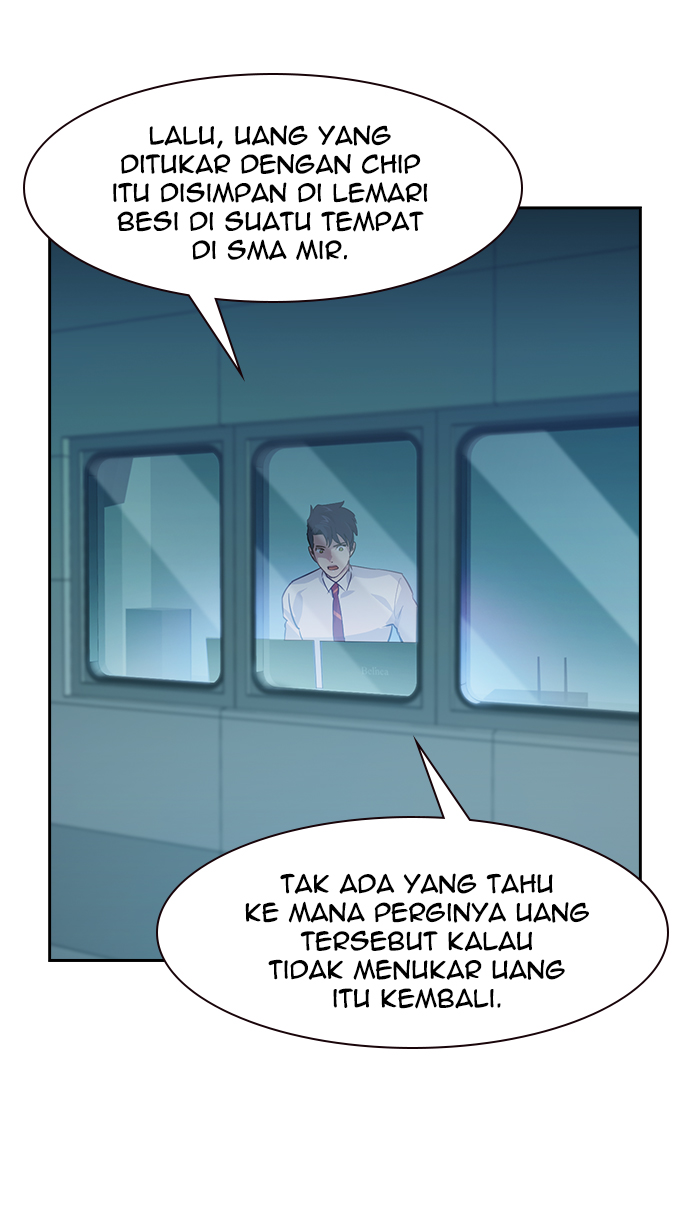 LALU, UANG YANG
DITUKAR DENGAN CHIP
ITU DISIMPAN DI LEMARI
BESI DI SUATU TEMPAT
DI SMA MIR.
TAK ADA YANG TAHU
KE MANA PERGINYA UANG
TERSEBUT KALAU
TIDAK MENUKAR UANG
ITU KEMBALI.